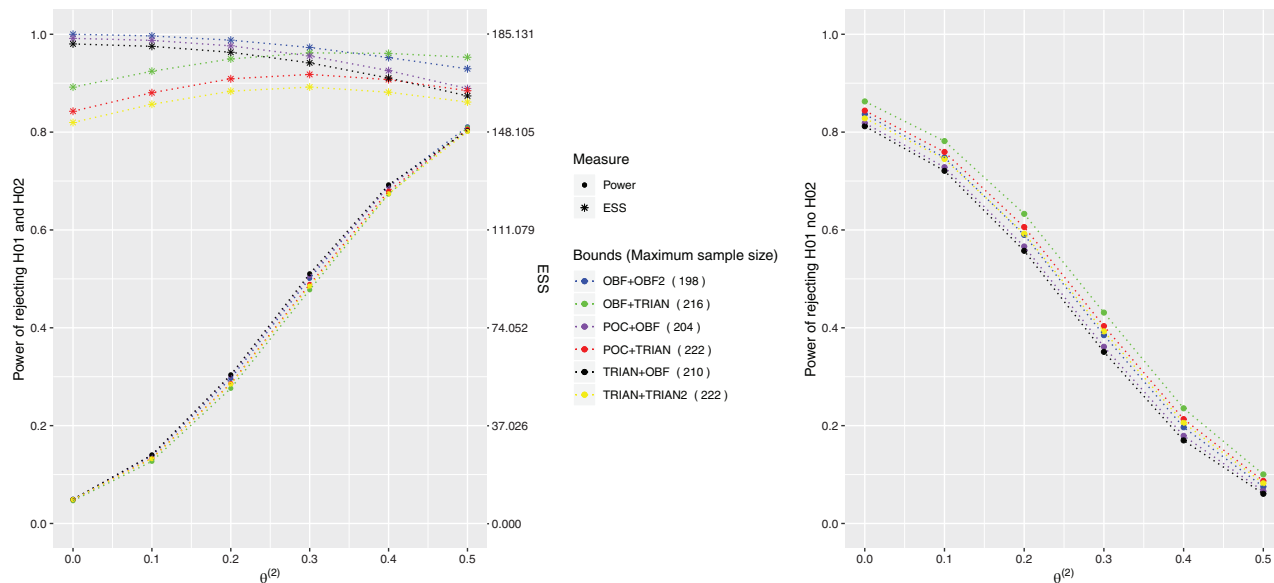 Power of rejecting H01 and H02
1.0
0.8
0.6
0.4
0.2
0.0
185.131
148.105
111.079
74.052
37.026
0.000
ESS
0.0 0.1 0.2 0.3 0.4 0.5
θ(2)
Measure
Power
ESS
Bounds (Maximum sample size)
OBF+OBF2 ( 198 )
OBF+TRIAN ( 216 )
POC+OBF ( 204 )
POC+TRIAN ( 222 )
TRIAN+OBF ( 210 )
TRIAN+TRIAN2 ( 222 )
Power of rejecting H01 no H02
1.0
0.8
0.6
0.4
0.2
0.0
0.0 0.1 0.2 0.3 0.4 0.5
θ(2)